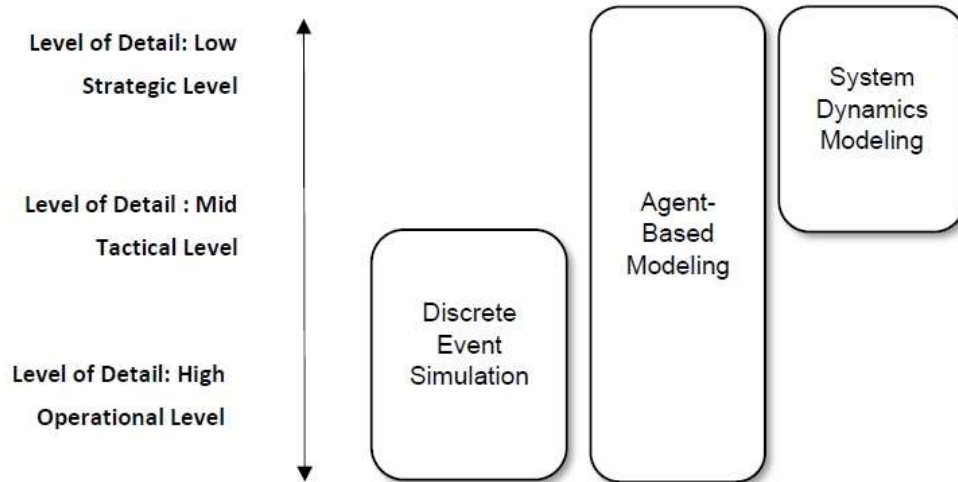 Level of Detail: Low
Strategic Level
Level of Detail : Mid
Tactical Level
Level of Detail: High
Operational Level
Discrete
Event
Simulation
Agent-
Based
Modeling
System
Dynamics
Modeling